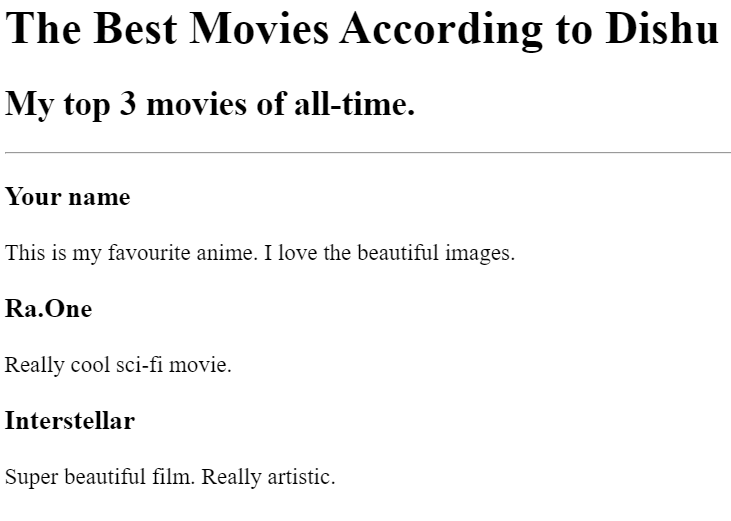 The Best Movies According to Dishu
My top 3 movies of all-time.
Your name
This is my favourite anime. I love the beautiful images.
Ra.One
Really cool sci-fi movie.
Interstellar
Super beautiful film. Really artistic.